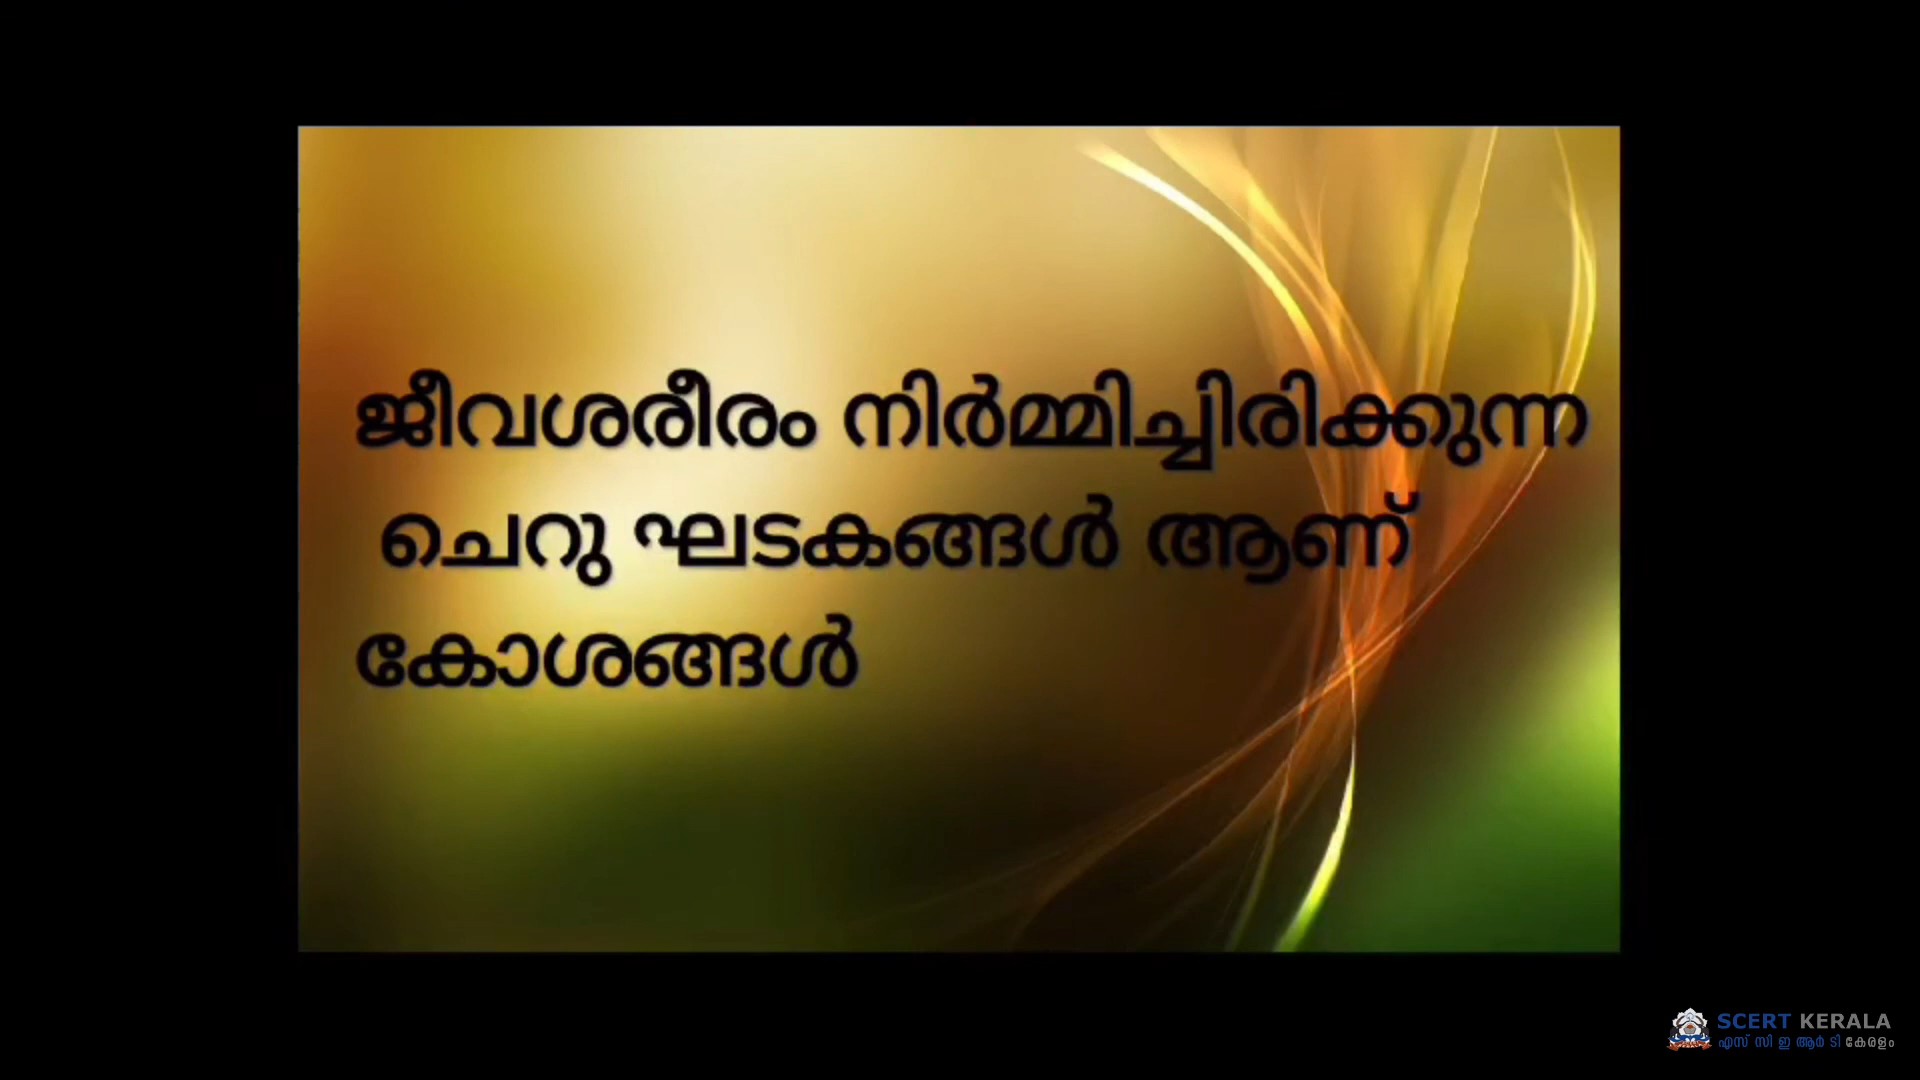 ജീവശരീരം നിർമ്മിച്ചിരിക്കുന്ന
ചെറു ഘടകങ്ങൾ ആണ്
കോശങ്ങൾ
SCERT KERALA
എസ് സി ഇ ആർ ടി കേരളം